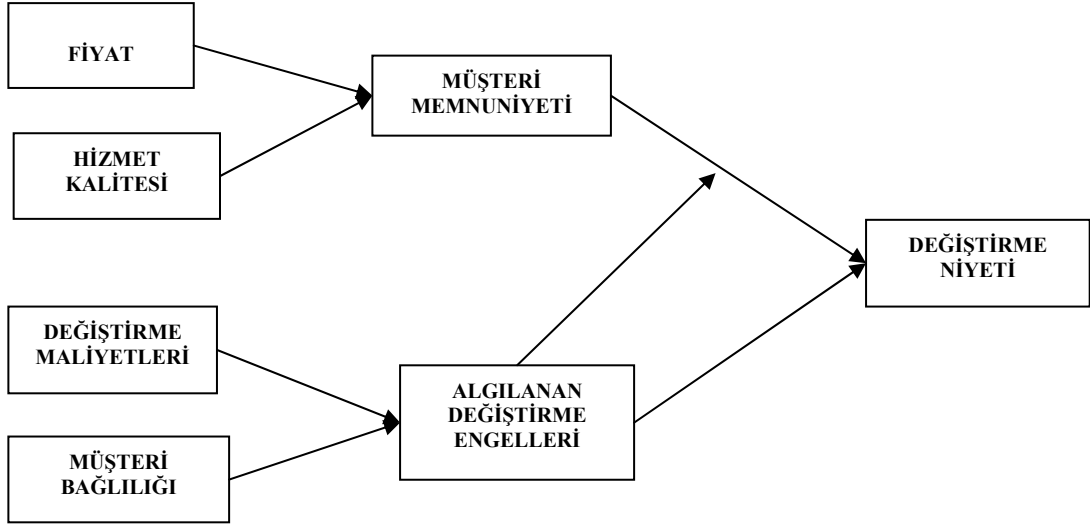 FİYAT
MÜŞTERİ
MEMNUNİYETİ
HİZMET
KALİTESİ
DEĞİŞTİRME
NİYETİ
DEĞİŞTİRME
MALİYETLERİ
ALGILANAN
DEĞİŞTİRME
ENGELLERİ
MÜŞTERİ
BAĞLILIĞI